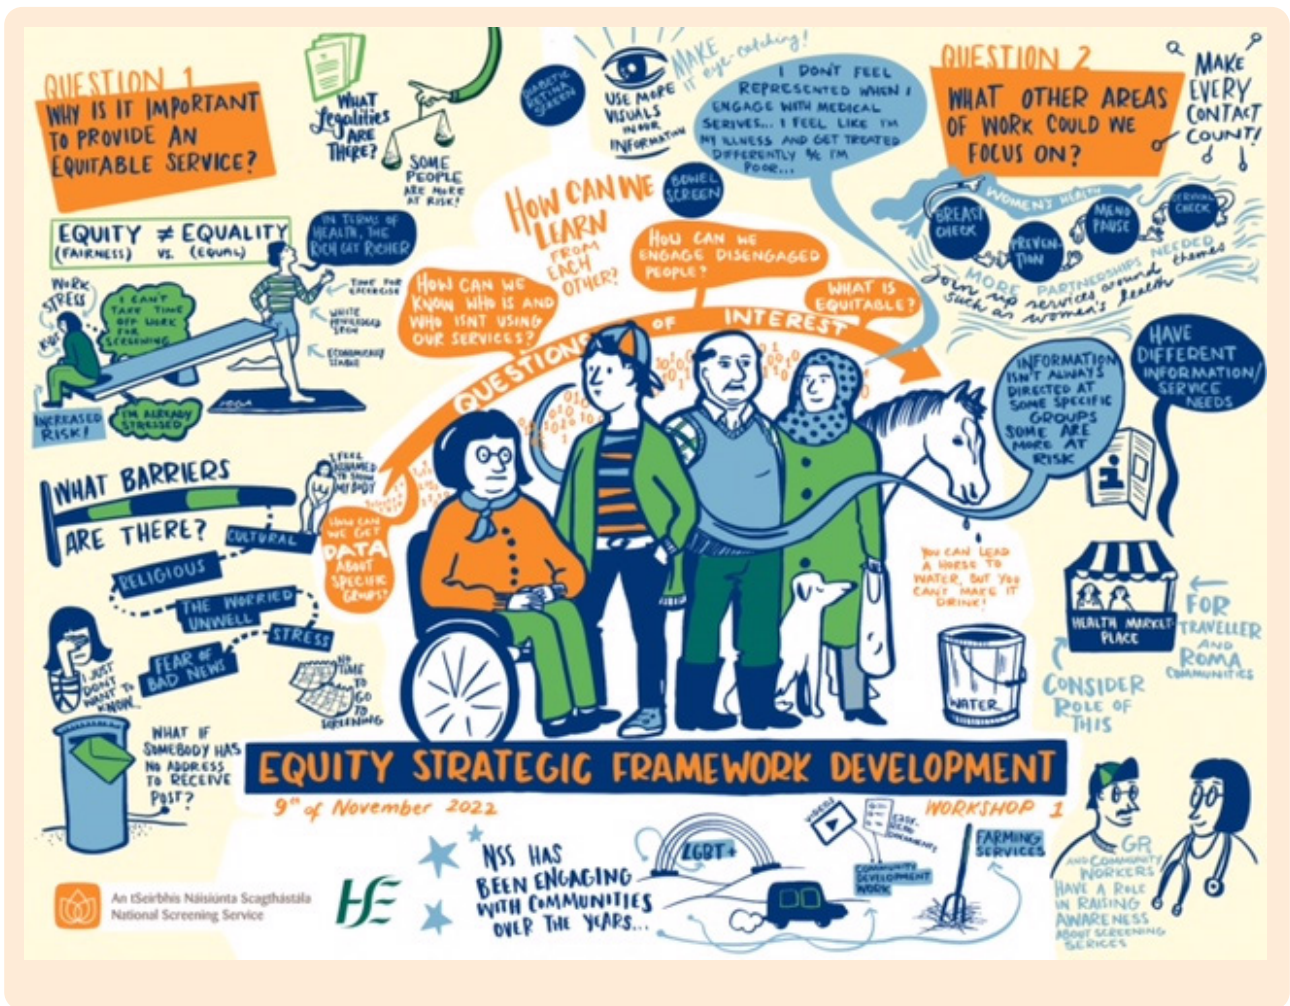 QUESTION 1
WHY IS IT IMPORTANT
TO PROVIDE AN
EQUITABLE SERVICE?
WHAT
Legalities
ARE
THERE?
SOME
PEOPLE
ARE MORE
AT RISK!
EQUITY ≠ EQUALITY
(FAIRNESS) VS. (EQUAL)
IN TERMS OF
HEALTH, THE
RICH GET RICHER
WORK
STRESS
KIDS
I CAN'T
TAKE TIME
OFF WORK
FOR
SCREENING
TIME FOR
EXCERCISE
WHITE
PRIVILEDGED
ECONOMICALLY
STABLE
INCREASED
RISK!
I'M ALREADY
STRESSED
YOGA
WHAT BARRIERS
ARE THERE?
I FEEL
ASHAMED
TO SHOW
MY BODY
CULTURAL
RELIGIOUS
THE WORRIED
UNWELL
STRESS
FEAR OF
BAD NEWS
I JUST
DON'T
WANT TO
KNOW..
NO
TIME
TO
GO
TO
SCREENING
WHAT IF
SOMEBODY HAS
NO ADDRESS
TO RECEIVE
POST?
DIABETIC
RETINA
SCREEN
USE MORE
VISUALS
IN OUR
INFORMATION
MAKE
IT eye-catching!
I DON'T FEEL
REPRESENTED WHEN I
ENGAGE WITH MEDICAL
SERIVES... I FEEL LIKE I'M
MY ILLNESS AND GET TREATED
DIFFERENTLY B/C I'M
POOR...
HOW CAN WE
LEARN
FROM
EACH
OTHER?
BOWEL
SCREEN
HOW CAN WE
ENGAGE DISENGAGED
PEOPLE?
HOW CAN WE
KNOW WHO IS AND
WHO ISNT USING
OUR SERVICES?
WHAT IS
EQUITABLE?
QUESTIONS OF INTEREST
HOW CAN
WE GET
DATA
ABOUT
SPECIFIC
GROUPS?
QUESTION 2
WHAT OTHER AREAS
OF WORK COULD WE
FOCUS ON?
MAKE
EVERY
CONTACT
COUNT!
WOMEN'S HEALTH
BREAST
CHECK
PREVEN-
TION
MENO
PAUSE
CERVICAL
CHECK
MORE PARTNERSHIPS NEEDED
Join up services around themes
such as women's health
INFORMATION
ISN'T ALWAYS
DIRECTED AT
SOME SPECIFIC
GROUPS
SOME ARE
MORE AT
RISK
HAVE
DIFFERENT
INFORMATION/
SERVICE
NEEDS
i
YOU CAN LEAD
A HORSE TO
WATER, BUT YOU
CAN'T MAKE IT
DRINK!
WATER
HEALTH MARKET
PLACE
FOR
TRAVELLER
AND
ROMA
COMMUNITIES
CONSIDER
ROLE OF
THIS
EQUITY STRATEGIC FRAMEWORK DEVELOPMENT
9th of November 2022
WORKSHOP 1
An tSeirbhís Náisiúnta Scagthástála
National Screening Service
HSE
NSS HAS
BEEN ENGAGING
WITH COMMUNITIES
OVER THE YEARS...
LGBT+
VIDEOS
EASY-
READ
DOCUMENTS
COMMUNITY
DEVELOPMENT
WORK
FARMING
SERVICES
GP
AND COMMUNITY
WORKERS
HAVE A ROLE
IN RAISING
AWARENESS
ABOUT SCREENING
SERICES